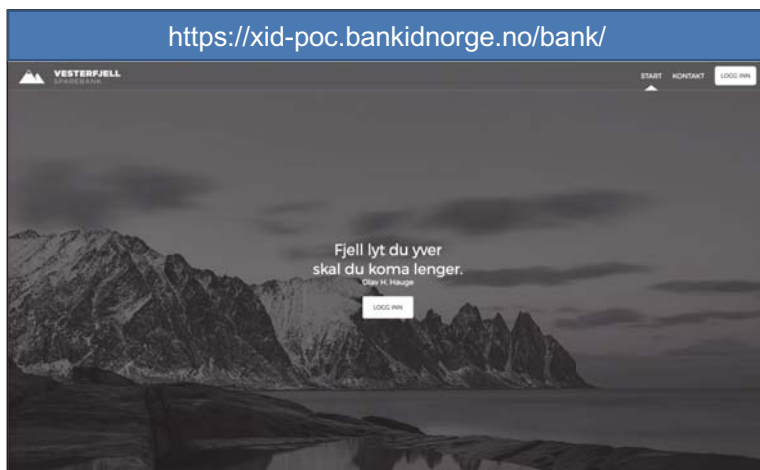 https://xid-poc.bankidnorge.no/bank/
VESTERFJELL
SPAREBANK
START KONTAKT LOGG INN
Fjell lyt du yver
skal du koma lenger.
Olav H. Hauge
LOGG INN